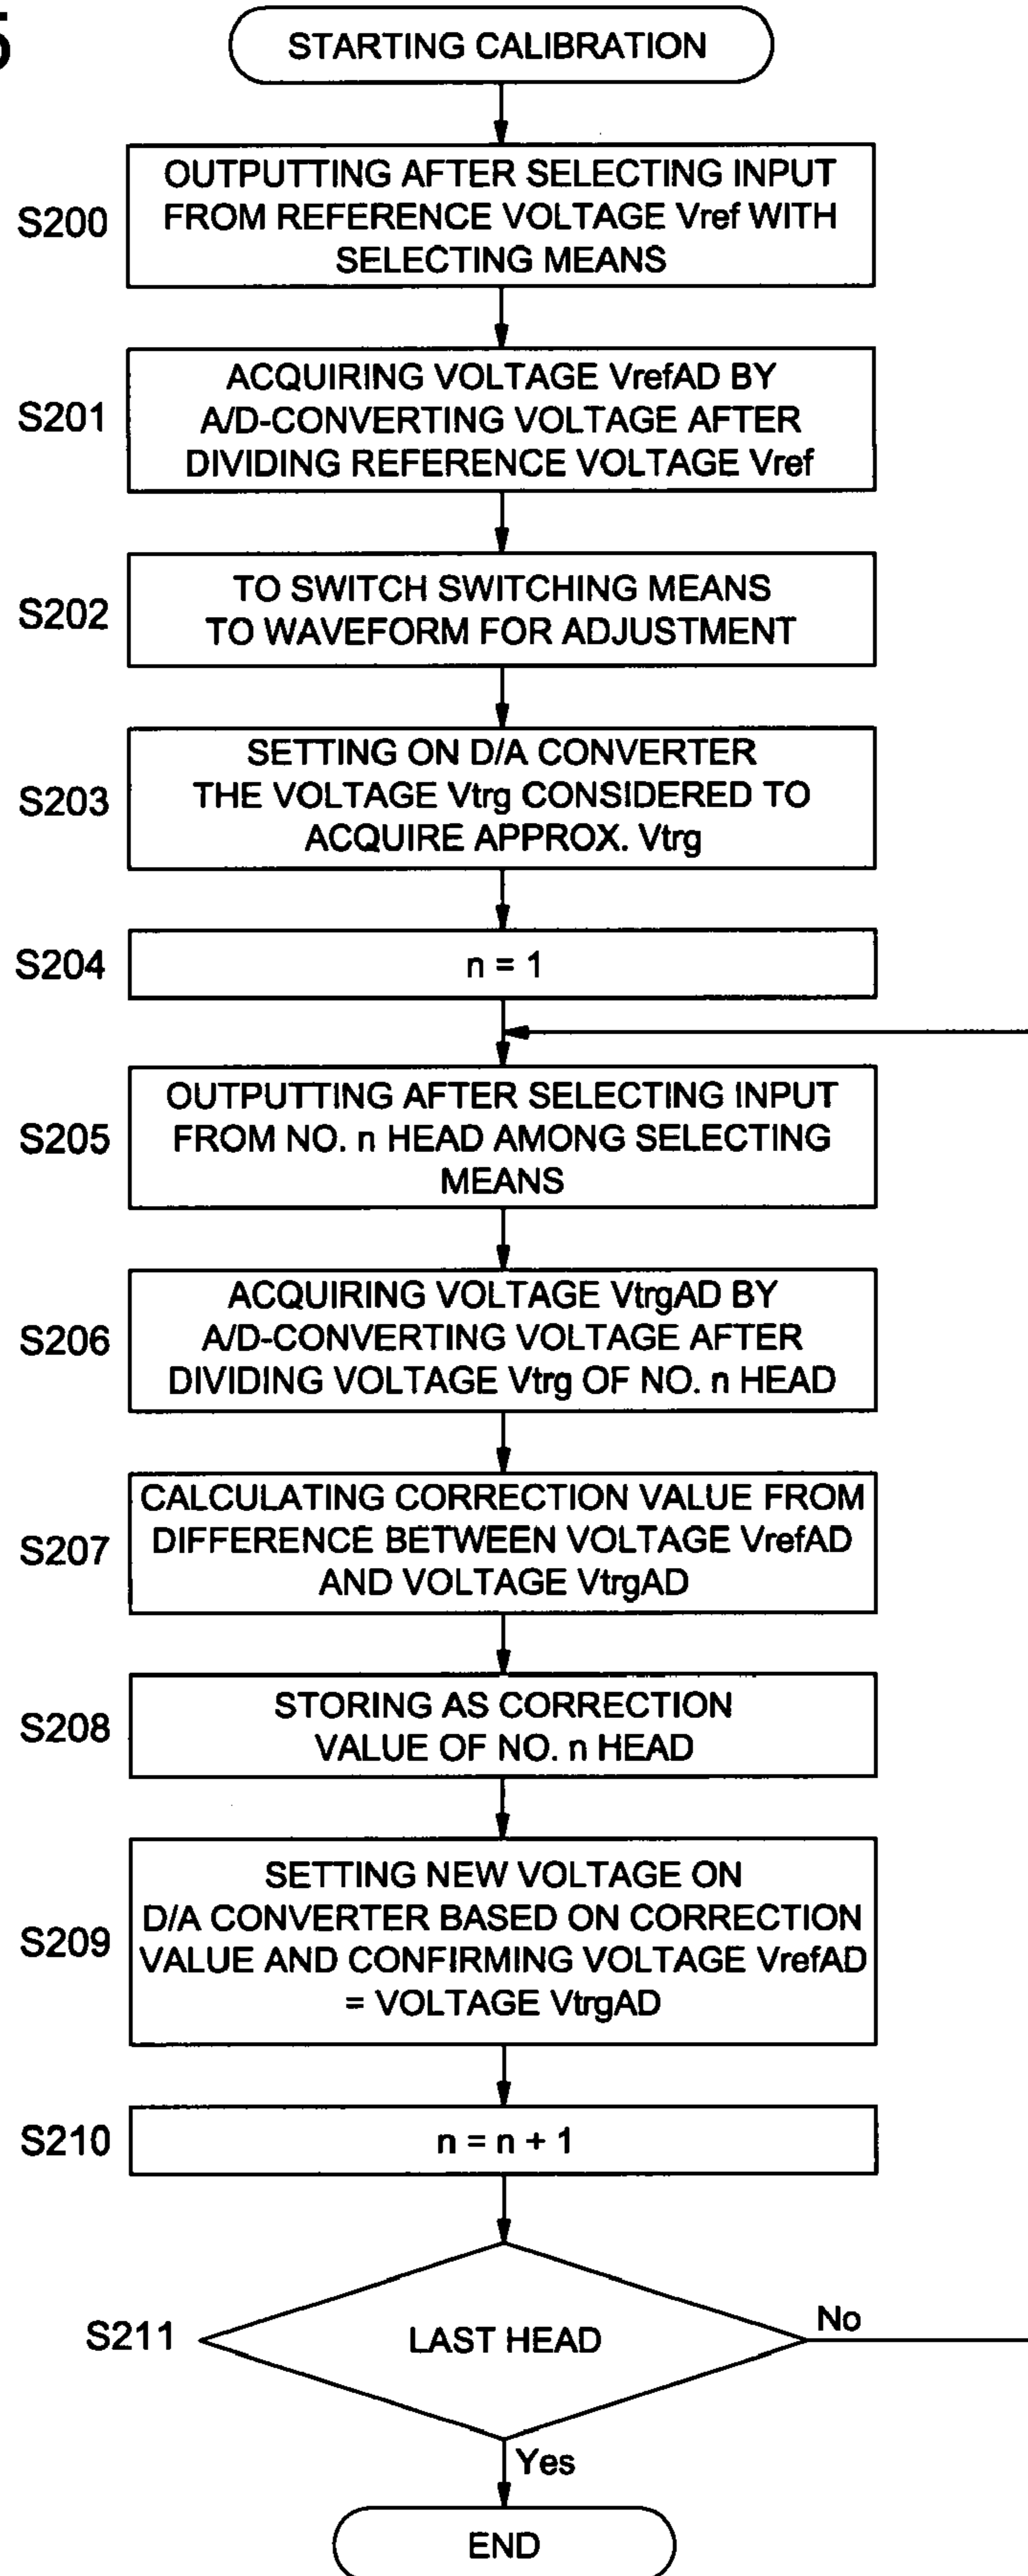 5
STARTING CALIBRATION
S200
OUTPUTTING AFTER SELECTING INPUT
FROM REFERENCE VOLTAGE Vref WITH
SELECTING MEANS
S201
ACQUIRING VOLTAGE VrefAD BY
A/D-CONVERTING VOLTAGE AFTER
DIVIDING REFERENCE VOLTAGE Vref
S202
TO SWITCH SWITCHING MEANS
TO WAVEFORM FOR ADJUSTMENT
S203
SETTING ON D/A CONVERTER
THE VOLTAGE Vtrg CONSIDERED TO
ACQUIRE APPROX. Vtrg
S204
n = 1
S205
OUTPUTTING AFTER SELECTING INPUT
FROM NO. n HEAD AMONG SELECTING
MEANS
S206
ACQUIRING VOLTAGE VtrgAD BY
A/D-CONVERTING VOLTAGE AFTER
DIVIDING VOLTAGE Vtrg OF NO. n HEAD
S207
CALCULATING CORRECTION VALUE FROM
DIFFERENCE BETWEEN VOLTAGE VrefAD
AND VOLTAGE VtrgAD
S208
STORING AS CORRECTION
VALUE OF NO. n HEAD
S209
SETTING NEW VOLTAGE ON
D/A CONVERTER BASED ON CORRECTION
VALUE AND CONFIRMING VOLTAGE VrefAD
= VOLTAGE VtrgAD
S210
n = n + 1
S211
LAST HEAD
No
Yes
END